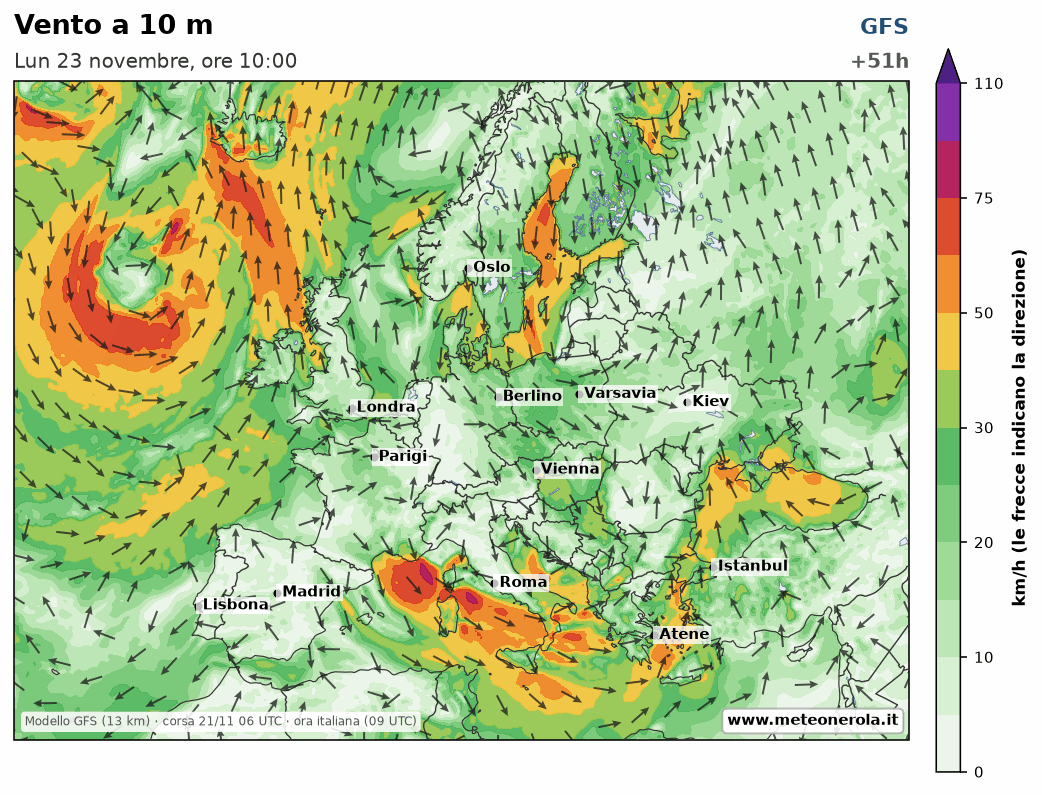 Vento a 10 m
GFS
Lun 23 novembre, ore 10:00
+51h
110
75
50
30
20
10
0
km/h (le frecce indicano la direzione)
Oslo
Berlino
Varsavia
Kiev
Londra
Parigi
Vienna
Istanbul
Roma
Madrid
Lisbona
Atene
Modello GFS (13 km) · corsa 21/11 06 UTC · ora italiana (09 UTC)
www.meteonerola.it